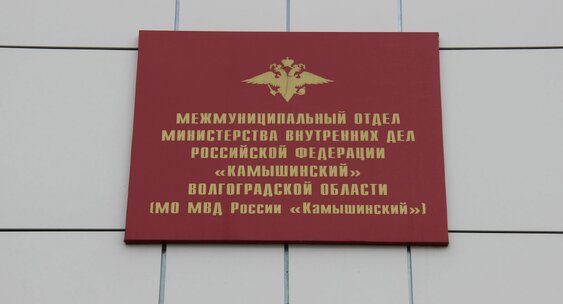 МЕЖМУНИЦИПАЛЬНЫЙ ОТДЕЛ
МИНИСТЕРСТВА ВНУТРЕННИХ ДЕЛ
РОССИЙСКОЙ ФЕДЕРАЦИИ
«КАМЫШИНСКИЙ»
ВОЛГОГРАДСКОЙ ОБЛАСТИ
(МО МВД России «Камышинский»)